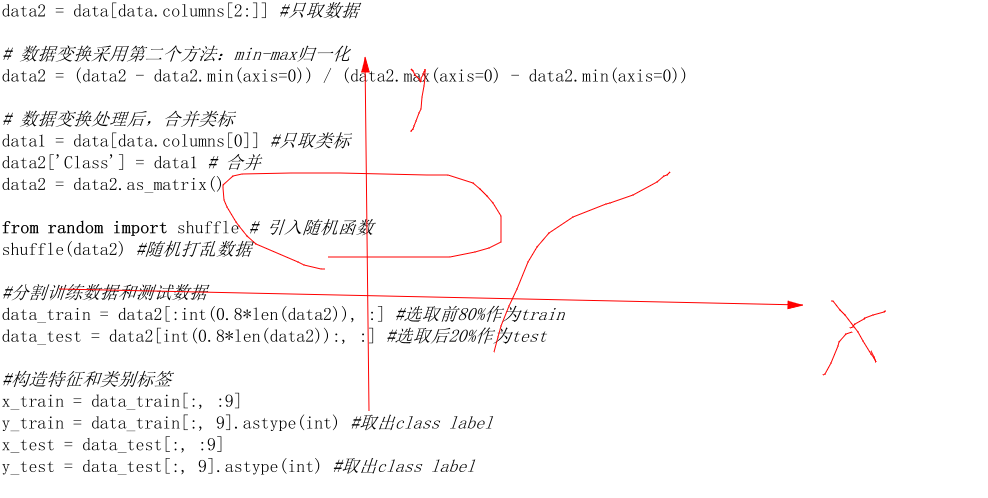 data2 = data[data.columns[2:]] #只取数据
# 数据变换采用第二个方法：min-max归一化
data2 = (data2 - data2.min(axis=0)) / (data2.max(axis=0) - data2.min(axis=0))
y
# 数据变换处理后，合并类标
data1 = data[data.columns[0]] #只取类标
data2['Class'] = data1 # 合并
data2 = data2.as_matrix()
from random import shuffle # 引入随机函数
shuffle(data2) #随机打乱数据
#分割训练数据和测试数据
data_train = data2[:int(0.8*len(data2)), :] #选取前80%作为train
data_test = data2[int(0.8*len(data2)):, :] #选取后20%作为test
x
#构造特征和类别标签
x_train = data_train[:, :9]
y_train = data_train[:, 9].astype(int) #取出class label
x_test = data_test[:, :9]
y_test = data_test[:, 9].astype(int) #取出class label